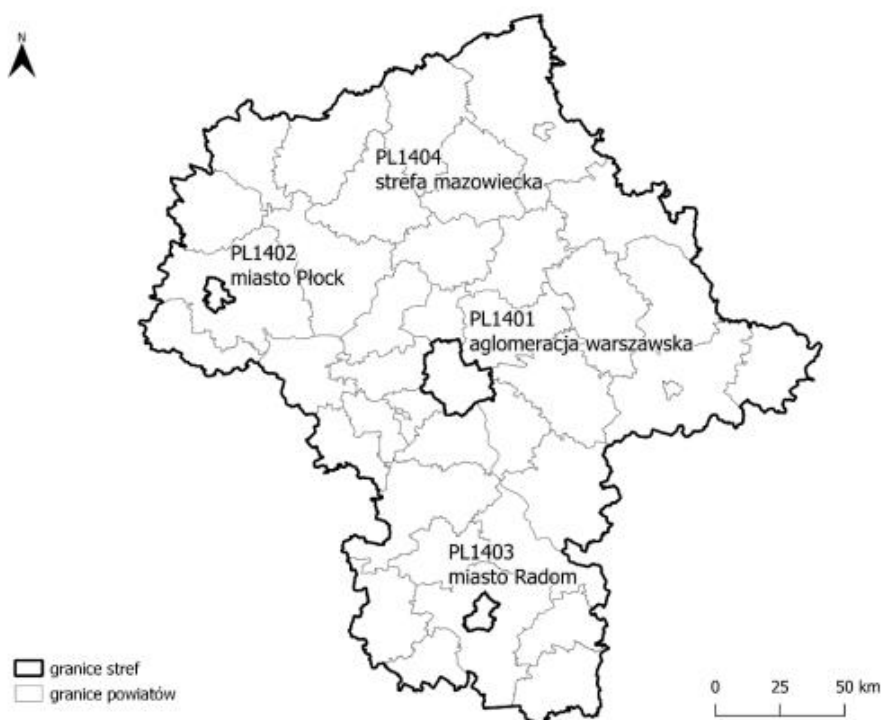 N
PL1404
strefa mazowiecka
PL1402
miasto Płock
PL1401
aglomeracja warszawska
PL1403
miasto Radom
granice stref
granice powiatów
0 25 50 km